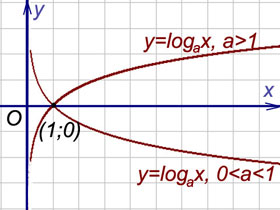 y
y=logₐx, a>1
x
O
(1;0)
y=logₐx, 0<a<1